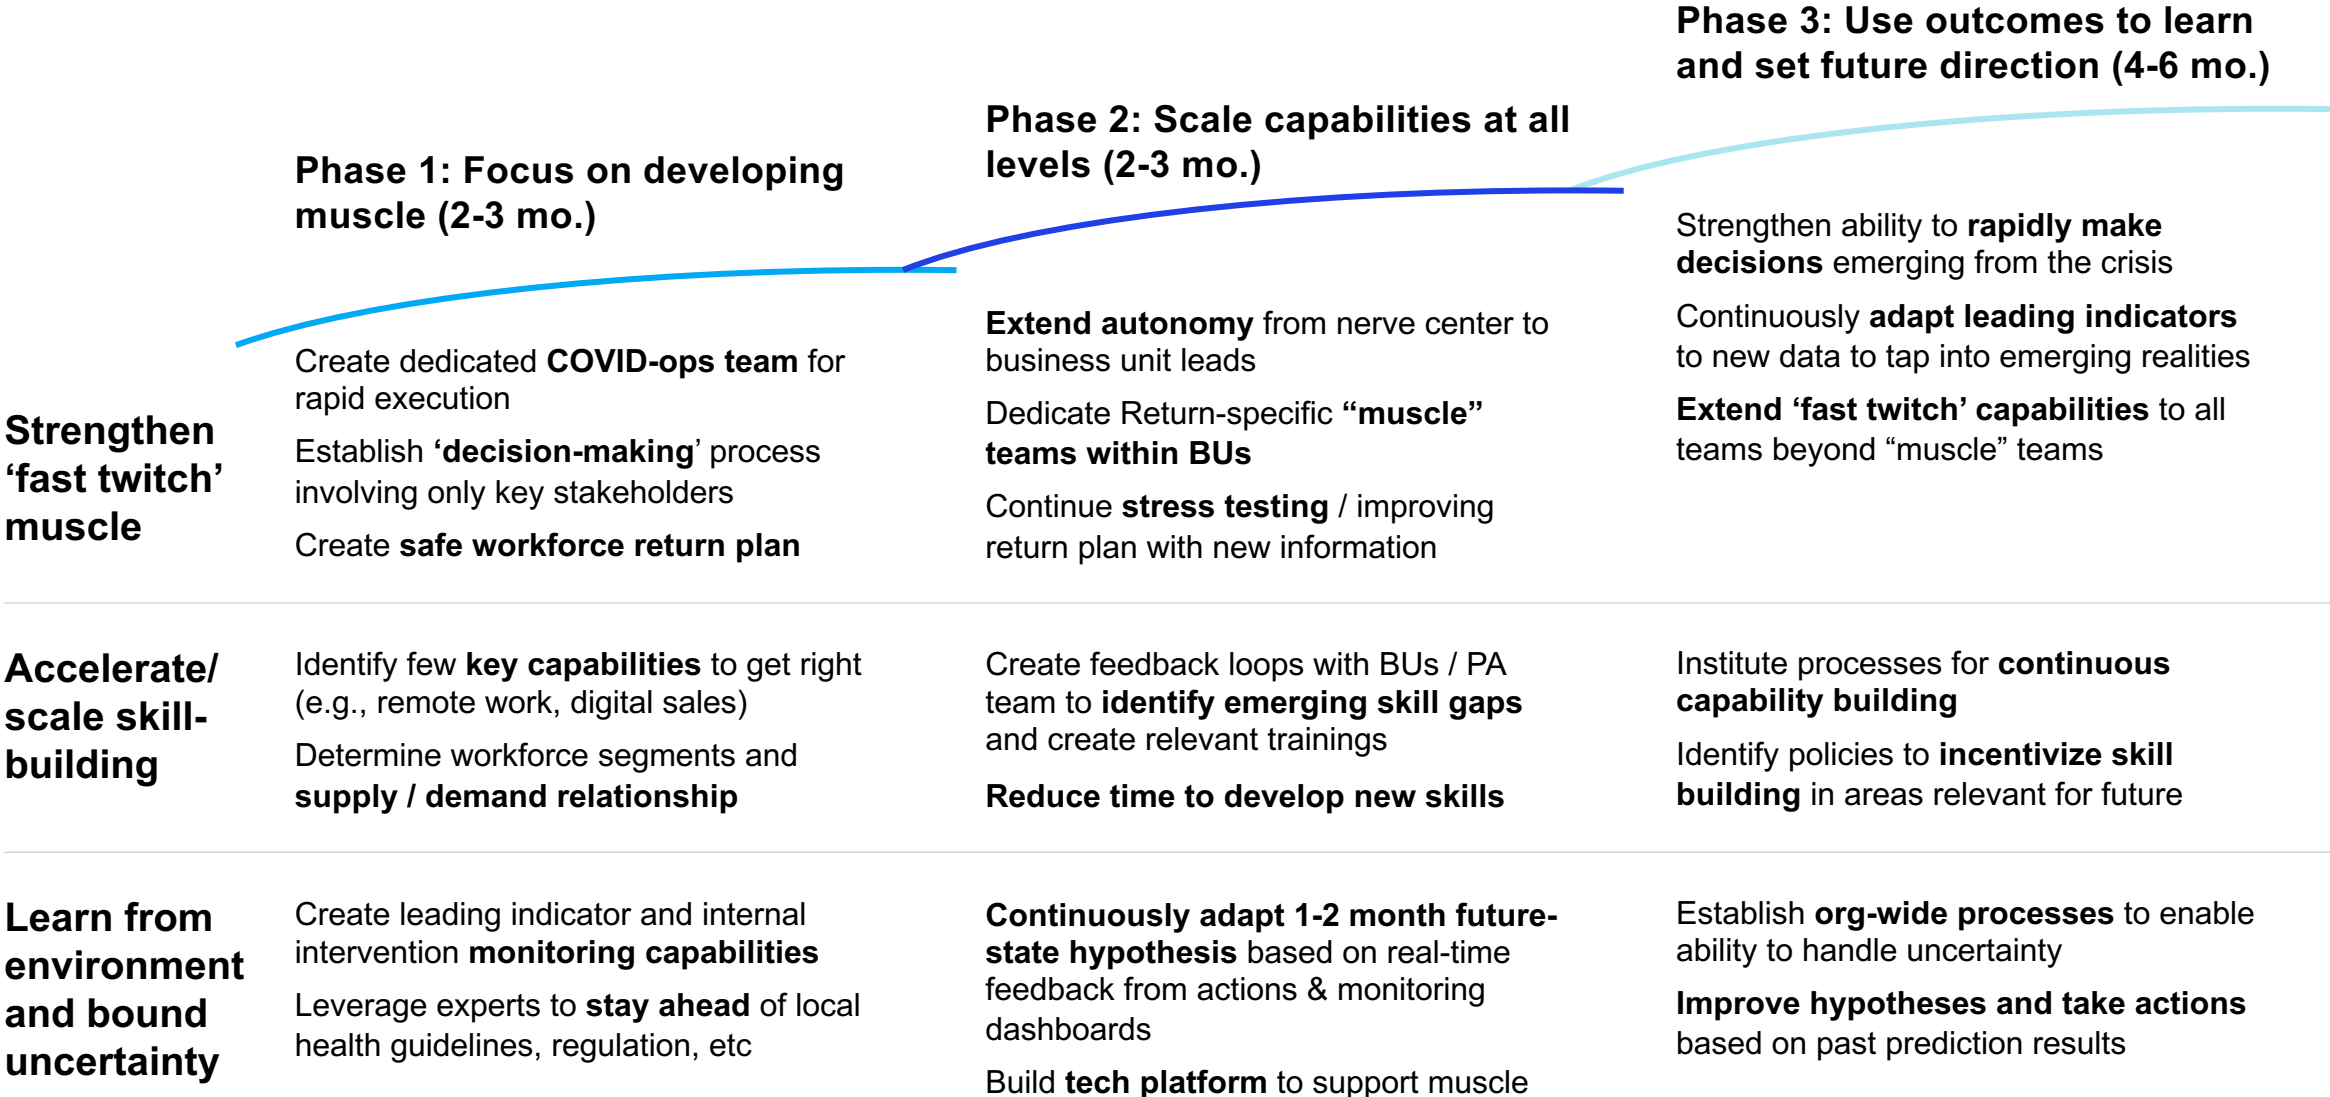 Phase 1: Focus on developing
muscle (2-3 mo.)
Phase 2: Scale capabilities at all
levels (2-3 mo.)
Phase 3: Use outcomes to learn
and set future direction (4-6 mo.)
Strengthen
‘fast twitch’
muscle
Create dedicated COVID-ops team for
rapid execution
Establish ‘decision-making’ process
involving only key stakeholders
Create safe workforce return plan
Extend autonomy from nerve center to
business unit leads
Dedicate Return-specific “muscle”
teams within BUs
Continue stress testing / improving
return plan with new information
Strengthen ability to rapidly make
decisions emerging from the crisis
Continuously adapt leading indicators
to new data to tap into emerging realities
Extend ‘fast twitch’ capabilities to all
teams beyond “muscle” teams
Accelerate/
scale skill-
building
Identify few key capabilities to get right
(e.g., remote work, digital sales)
Determine workforce segments and
supply / demand relationship
Create feedback loops with BUs / PA
team to identify emerging skill gaps
and create relevant trainings
Reduce time to develop new skills
Institute processes for continuous
capability building
Identify policies to incentivize skill
building in areas relevant for future
Learn from
environment
and bound
uncertainty
Create leading indicator and internal
intervention monitoring capabilities
Leverage experts to stay ahead of local
health guidelines, regulation, etc
Continuously adapt 1-2 month future-
state hypothesis based on real-time
feedback from actions & monitoring
dashboards
Build tech platform to support muscle
Establish org-wide processes to enable
ability to handle uncertainty
Improve hypotheses and take actions
based on past prediction results